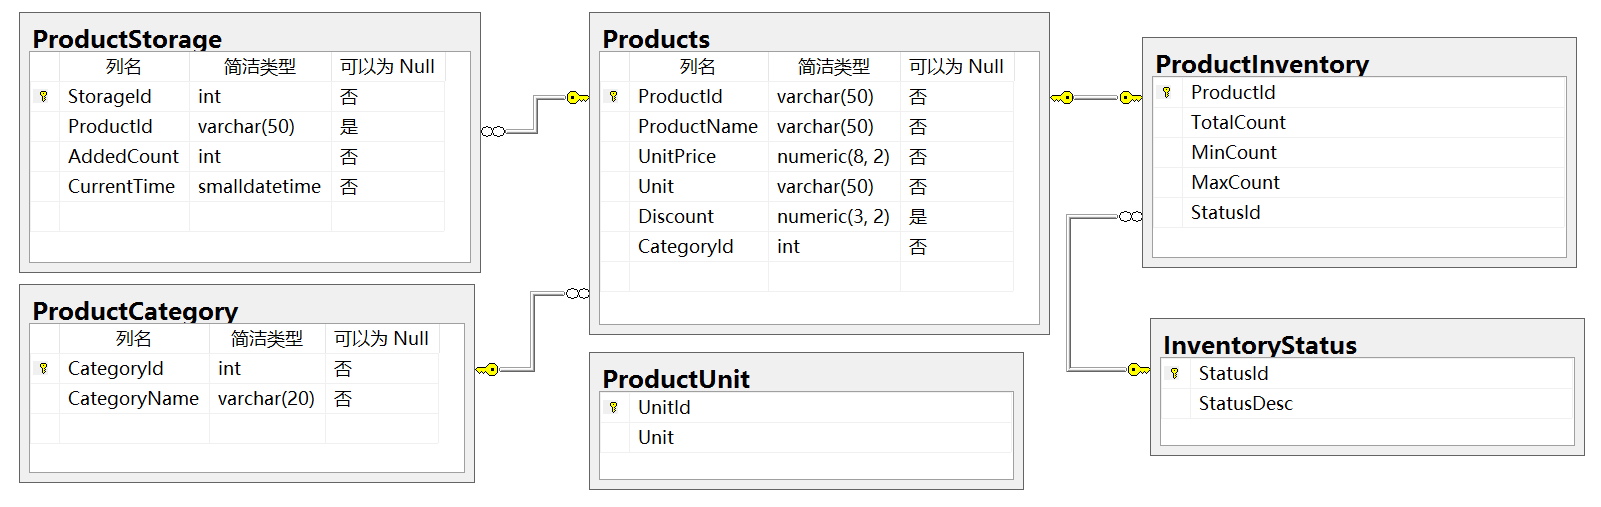 ProductStorage
列名 简洁类型 可以为 Null
StorageId int 否
ProductId varchar(50) 是
AddedCount int 否
CurrentTime smalldatetime 否
ProductCategory
列名 简洁类型 可以为 Null
CategoryId int 否
CategoryName varchar(20) 否
Products
列名 简洁类型 可以为 Null
ProductId varchar(50) 否
ProductName varchar(50) 否
UnitPrice numeric(8, 2) 否
Unit varchar(50) 否
Discount numeric(3, 2) 是
CategoryId int 否
ProductUnit
UnitId
Unit
ProductInventory
ProductId
TotalCount
MinCount
MaxCount
StatusId
InventoryStatus
StatusId
StatusDesc